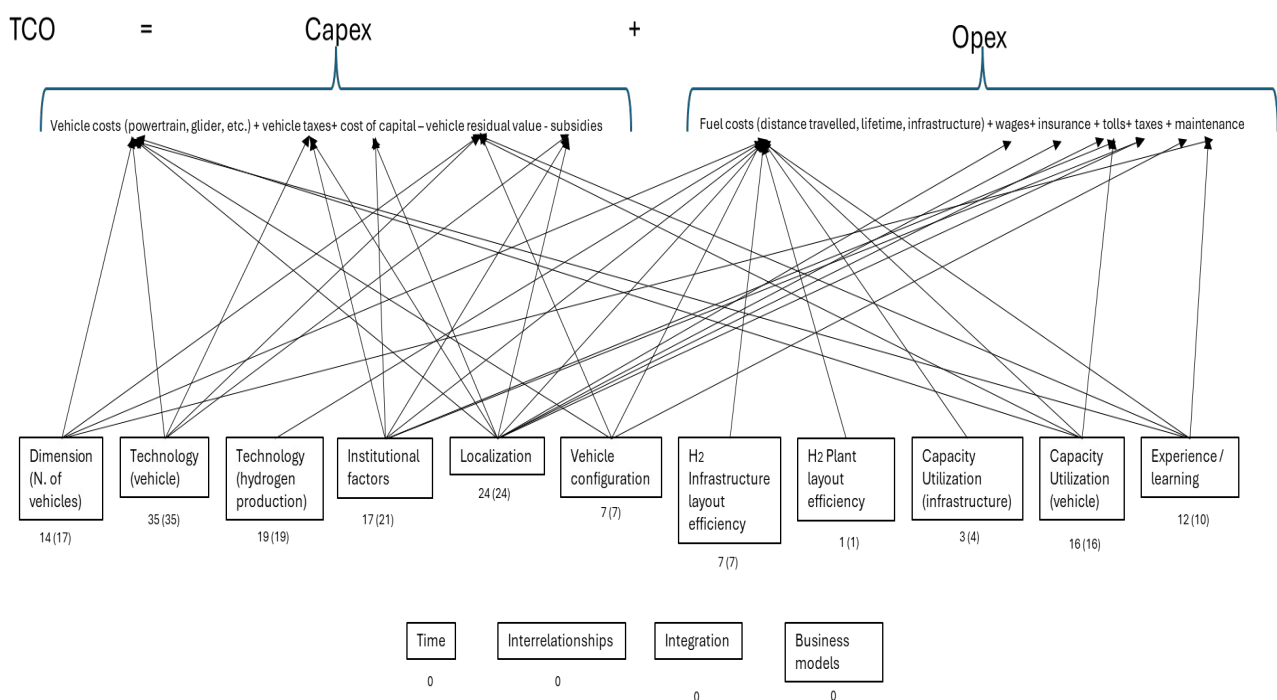 TCO = Capex + Opex
Vehicle costs (powertrain, glider, etc.) + vehicle taxes+ cost of capital – vehicle residual value - subsidies
Fuel costs (distance travelled, lifetime, infrastructure) + wages+ insurance + tolls+ taxes + maintenance
Dimension
(N. of
vehicles)
14 (17)
Technology
(vehicle)
35 (35)
Technology
(hydrogen
production)
19 (19)
Institutional
factors
17 (21)
Localization
24 (24)
Vehicle
configuration
7 (7)
H2
Infrastructure
layout
efficiency
7 (7)
H2 Plant
layout
efficiency
1 (1)
Capacity
Utilization
(infrastructure)
3 (4)
Capacity
Utilization
(vehicle)
16 (16)
Experience /
learning
12 (10)
Time
0
Interrelationships
0
Integration
0
Business
models
0